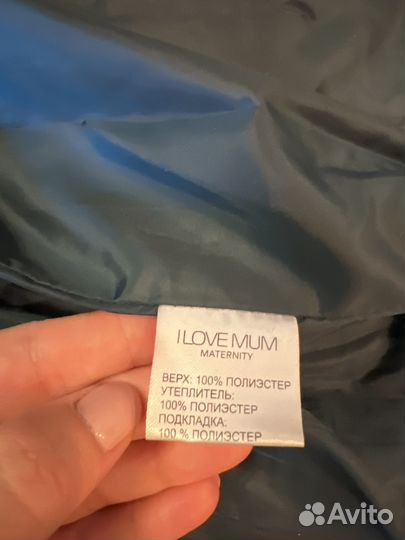 I LOVE MUM
MATERNITY
ВЕРХ: 100% ПОЛИЭСТЕР
УТЕПЛИТЕЛЬ:
100% ПОЛИЭСТЕР
ПОДКЛАДКА:
100 % ПОЛИЭСТЕР
Avito